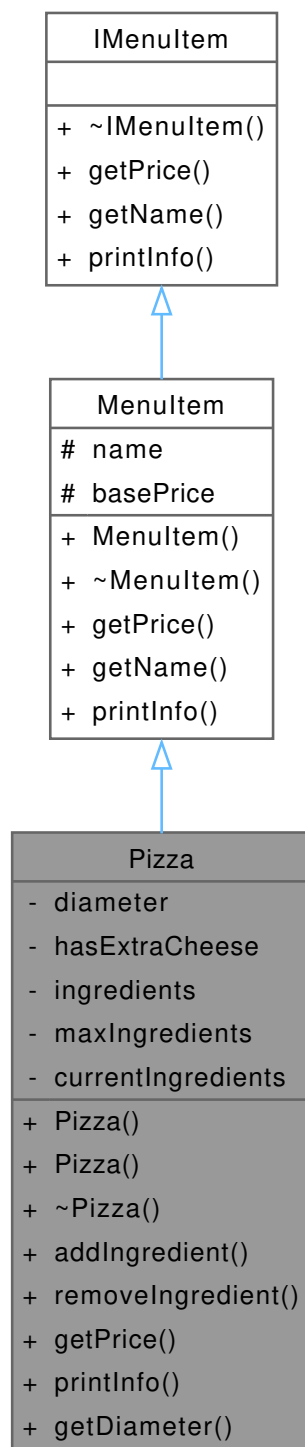 IMenuItem
+ ~IMenuItem()
+ getPrice()
+ getName()
+ printInfo()
MenuItem
# name
# basePrice
+ MenuItem()
+ ~MenuItem()
+ getPrice()
+ getName()
+ printInfo()
Pizza
- diameter
- hasExtraCheese
- ingredients
- maxIngredients
- currentIngredients
+ Pizza()
+ Pizza()
+ ~Pizza()
+ addIngredient()
+ removeIngredient()
+ getPrice()
+ printInfo()
+ getDiameter()